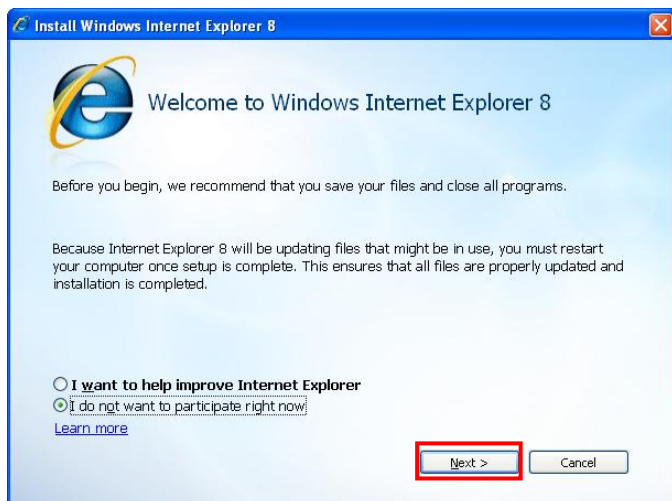 Install Windows Internet Explorer 8
Welcome to Windows Internet Explorer 8
Before you begin, we recommend that you save your files and close all programs.
Because Internet Explorer 8 will be updating files that might be in use, you must restart
your computer once setup is complete. This ensures that all files are properly updated and
installation is completed.
I want to help improve Internet Explorer
I do not want to participate right now
Learn more
Next >
Cancel